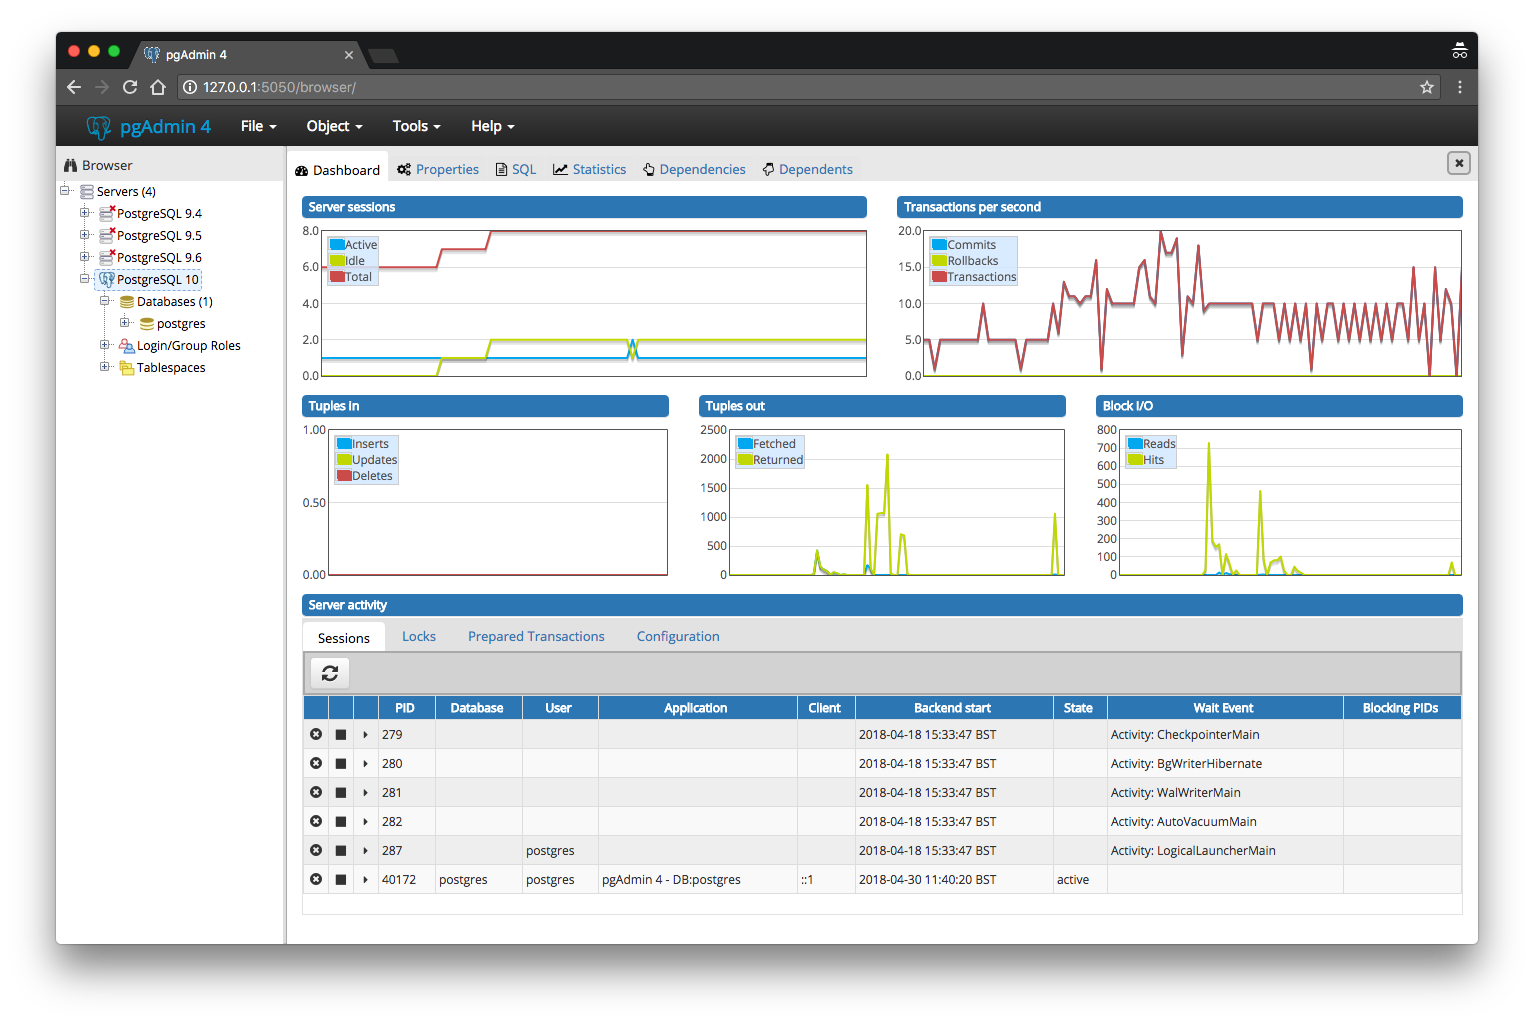 pgAdmin 4
127.0.0.1:5050/browser/
pgAdmin 4 File Object Tools Help
Browser
Servers (4)
PostgreSQL 9.4
PostgreSQL 9.5
PostgreSQL 9.6
PostgreSQL 10
Databases (1)
postgres
Login/Group Roles
Tablespaces
Dashboard Properties SQL Statistics Dependencies Dependents
Server sessions
8.0
6.0
4.0
2.0
0.0
Active
Idle
Total
Transactions per second
20.0
15.0
10.0
5.0
0.0
Commits
Rollbacks
Transactions
Tuples in
1.00
0.50
0.00
Inserts
Updates
Deletes
Tuples out
2500
2000
1500
1000
500
0
Fetched
Returned
Block I/O
800
700
600
500
400
300
200
100
0
Reads
Hits
Server activity
Sessions Locks Prepared Transactions Configuration
PID Database User Application Client Backend start State Wait Event Blocking PIDs
279 2018-04-18 15:33:47 BST Activity: CheckpointerMain
280 2018-04-18 15:33:47 BST Activity: BgWriterHibernate
281 2018-04-18 15:33:47 BST Activity: WalWriterMain
282 2018-04-18 15:33:47 BST Activity: AutoVacuumMain
287 postgres 2018-04-18 15:33:47 BST Activity: LogicalLauncherMain
40172 postgres postgres pgAdmin 4 - DB:postgres ::1 2018-04-30 11:40:20 BST active